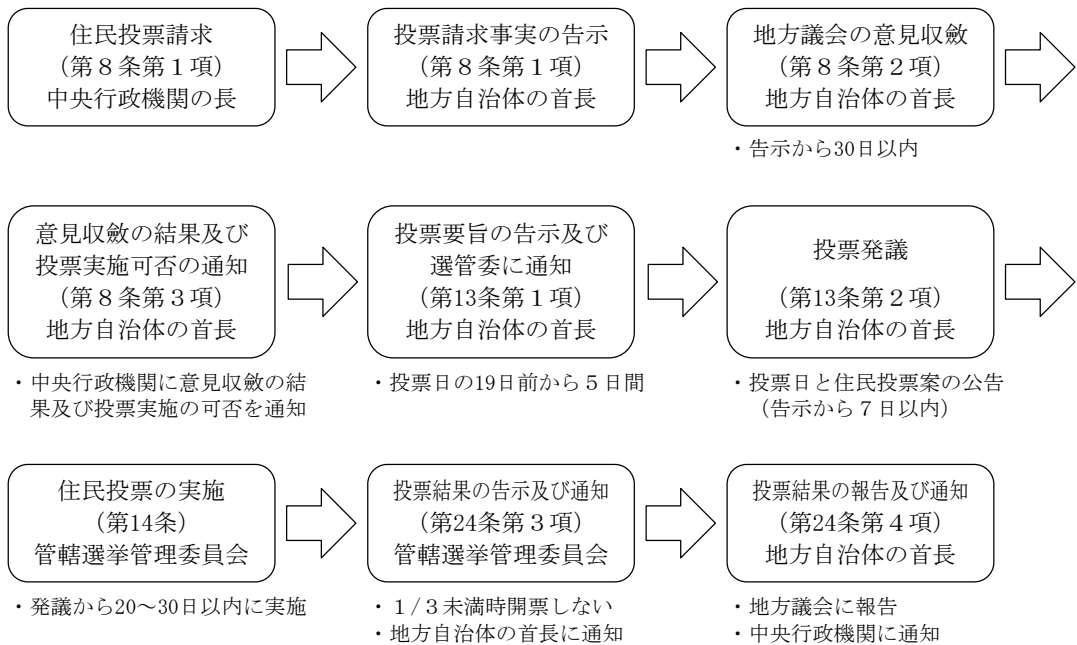 住民投票請求
（第８条第１項）
中央行政機関の長
投票請求事実の告示
（第８条第１項）
地方自治体の首長
地方議会の意見収斂
（第８条第２項）
地方自治体の首長
・告示から30日以内
意見収斂の結果及び
投票実施可否の通知
（第８条第３項）
地方自治体の首長
・中央行政機関に意見収斂の結
果及び投票実施の可否を通知
投票要旨の告示及び
選管委に通知
（第13条第１項）
地方自治体の首長
・投票日の19日前から５日間
投票発議
（第13条第２項）
地方自治体の首長
・投票日と住民投票案の公告
（告示から７日以内）
住民投票の実施
（第14条）
管轄選挙管理委員会
・発議から20～30日以内に実施
投票結果の告示及び通知
（第24条第３項）
管轄選挙管理委員会
・１/３未満時開票しない
・地方自治体の首長に通知
投票結果の報告及び通知
（第24条第４項）
地方自治体の首長
・地方議会に報告
・中央行政機関に通知